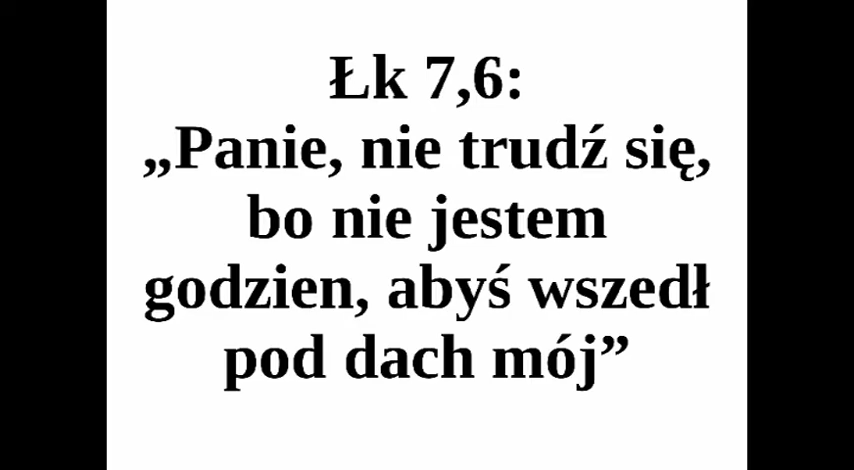 Łk 7,6:
„Panie, nie trudź się,
bo nie jestem
godzien, abyś wszedł
pod dach mój”